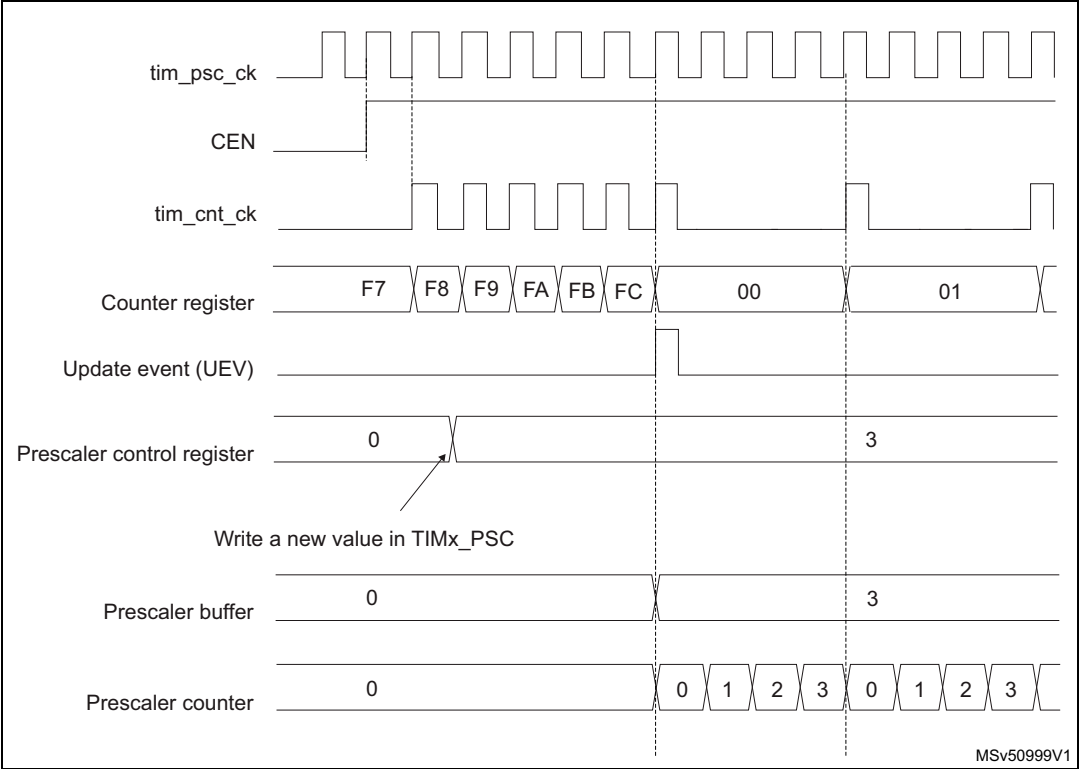 tim_psc_ck
CEN
tim_cnt_ck
Counter register F7 F8 F9 FA FB FC 00 01
Update event (UEV)
Prescaler control register 0 3
Write a new value in TIMx_PSC
Prescaler buffer 0 3
Prescaler counter 0 0 1 2 3 0 1 2 3
MSv50999V1